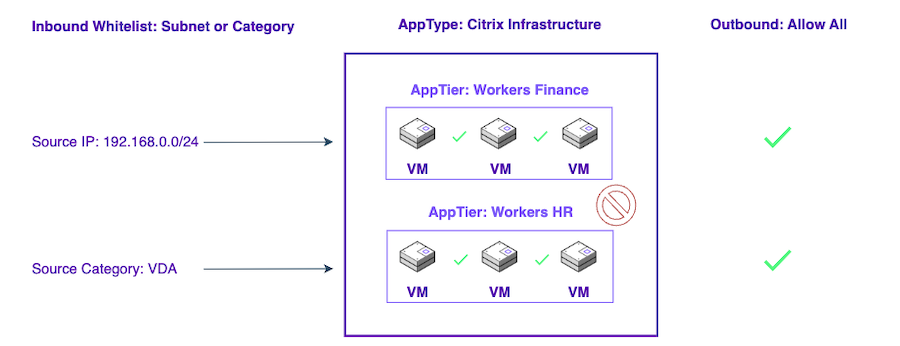 Inbound Whitelist: Subnet or Category
AppType: Citrix Infrastructure
Outbound: Allow All
AppTier: Workers Finance
Source IP: 192.168.0.0/24
VM VM VM
AppTier: Workers HR
Source Category: VDA
VM VM VM